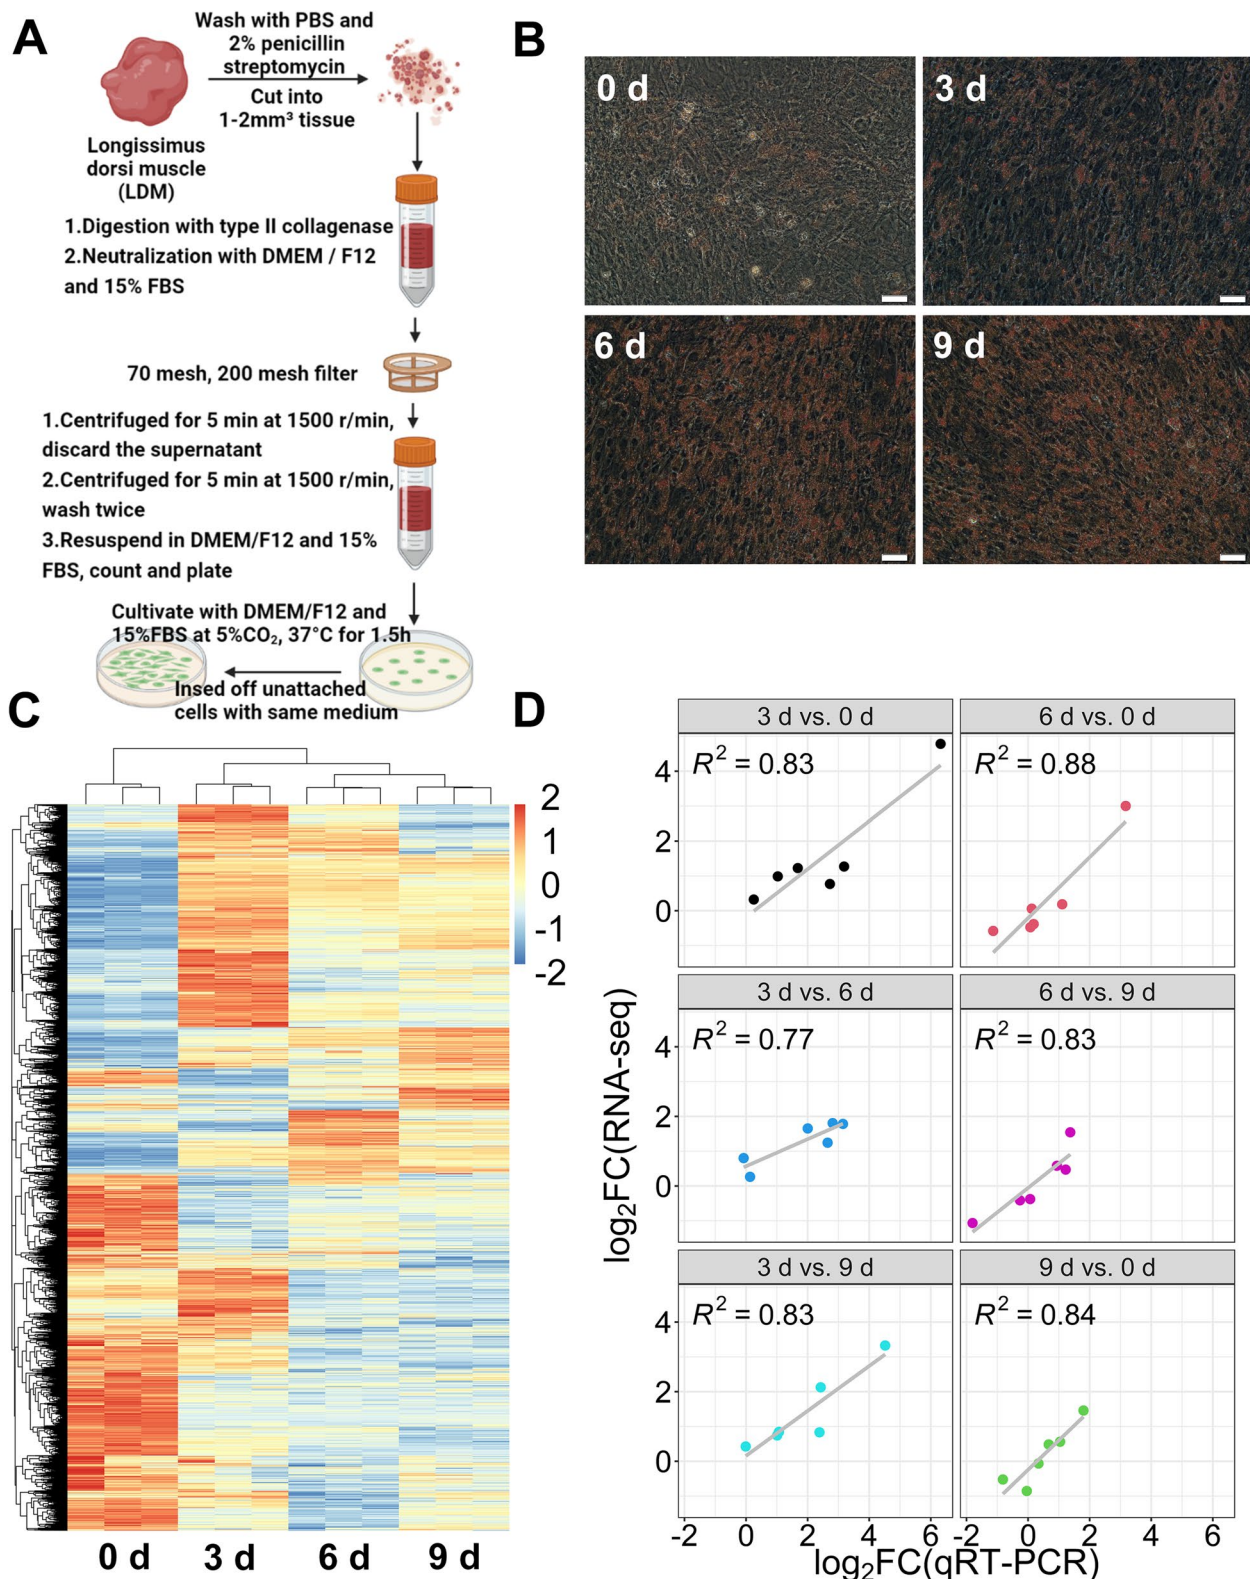 A
Wash with PBS and
2% penicillin
streptomycin
Cut into
1-2mm³ tissue
Longissimus
dorsi muscle
(LDM)
1.Digestion with type II collagenase
2.Neutralization with DMEM / F12
and 15% FBS
70 mesh, 200 mesh filter
1.Centrifuged for 5 min at 1500 r/min,
discard the supernatant
2.Centrifuged for 5 min at 1500 r/min,
wash twice
3.Resuspend in DMEM/F12 and 15%
FBS, count and plate
Cultivate with DMEM/F12 and
15%FBS at 5%CO₂, 37°C for 1.5h
Insed off unattached
cells with same medium
B
0 d
3 d
6 d
9 d
C
2
1
0
-1
-2
0 d
3 d
6 d
9 d
D
log₂FC(RNA-seq)
3 d vs. 0 d
R² = 0.83
6 d vs. 0 d
R² = 0.88
4
2
0
3 d vs. 6 d
R² = 0.77
6 d vs. 9 d
R² = 0.83
4
2
0
3 d vs. 9 d
R² = 0.83
9 d vs. 0 d
R² = 0.84
4
2
0
-2 0 2 4 6 -2 0 2 4 6
log₂FC(qRT-PCR)